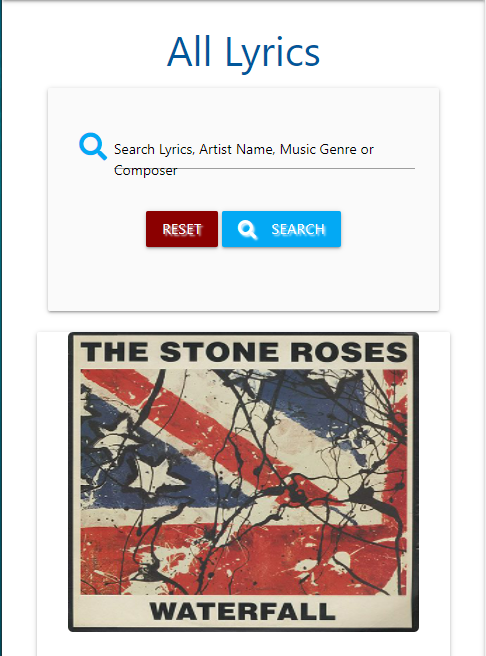 All Lyrics
Search Lyrics, Artist Name, Music Genre or
Composer
RESET SEARCH
THE STONE ROSES
WATERFALL